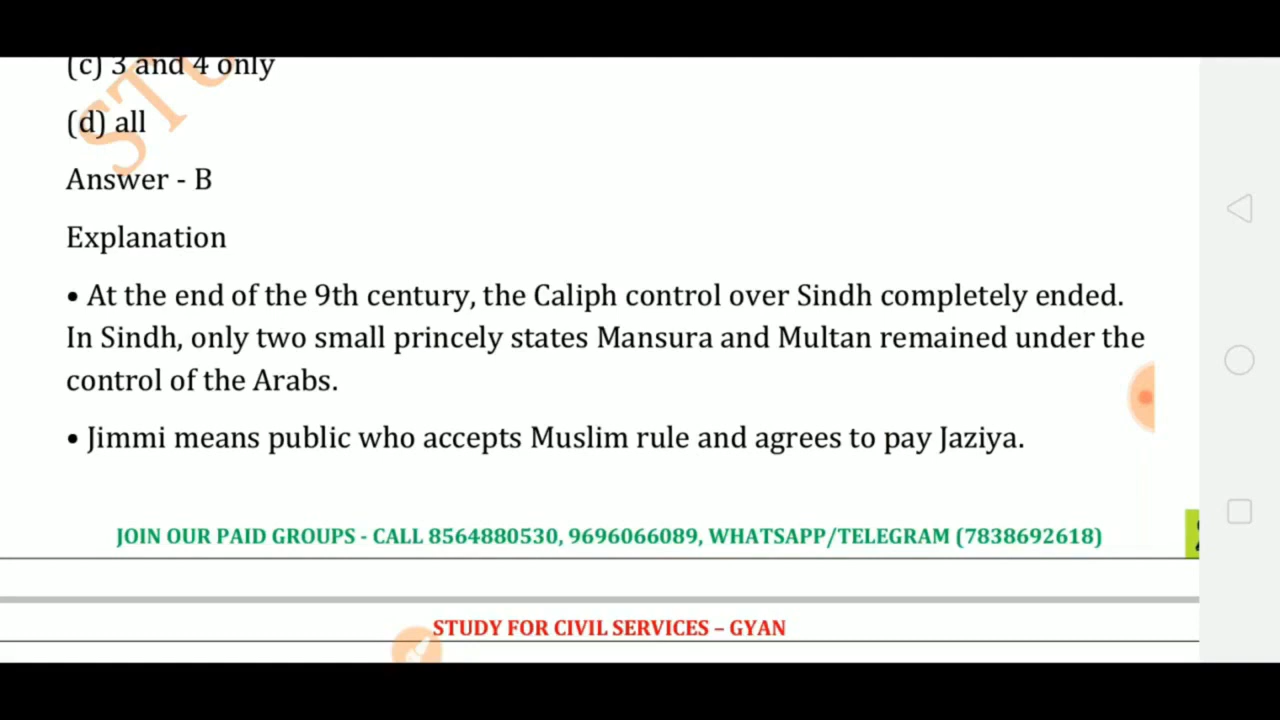 (c) 3 and 4 only
(d) all
Answer - B
Explanation
• At the end of the 9th century, the Caliph control over Sindh completely ended.
In Sindh, only two small princely states Mansura and Multan remained under the
control of the Arabs.
• Jimmi means public who accepts Muslim rule and agrees to pay Jaziya.
JOIN OUR PAID GROUPS - CALL 8564880530, 9696066089, WHATSAPP/TELEGRAM (7838692618)
STUDY FOR CIVIL SERVICES – GYAN